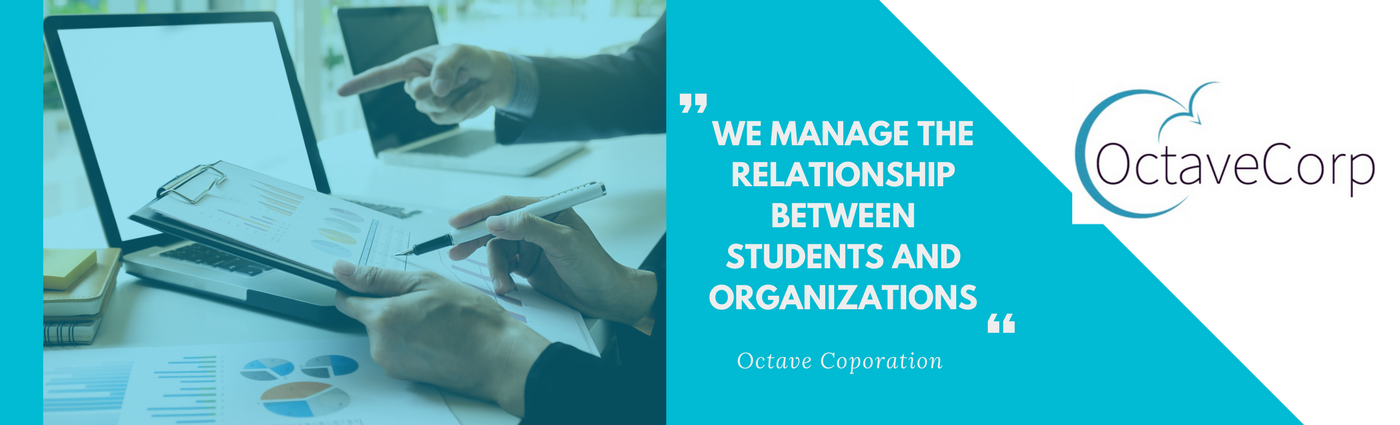 ”
WE MANAGE THE
RELATIONSHIP
BETWEEN
STUDENTS AND
ORGANIZATIONS
“
Octave Coporation
OctaveCorp